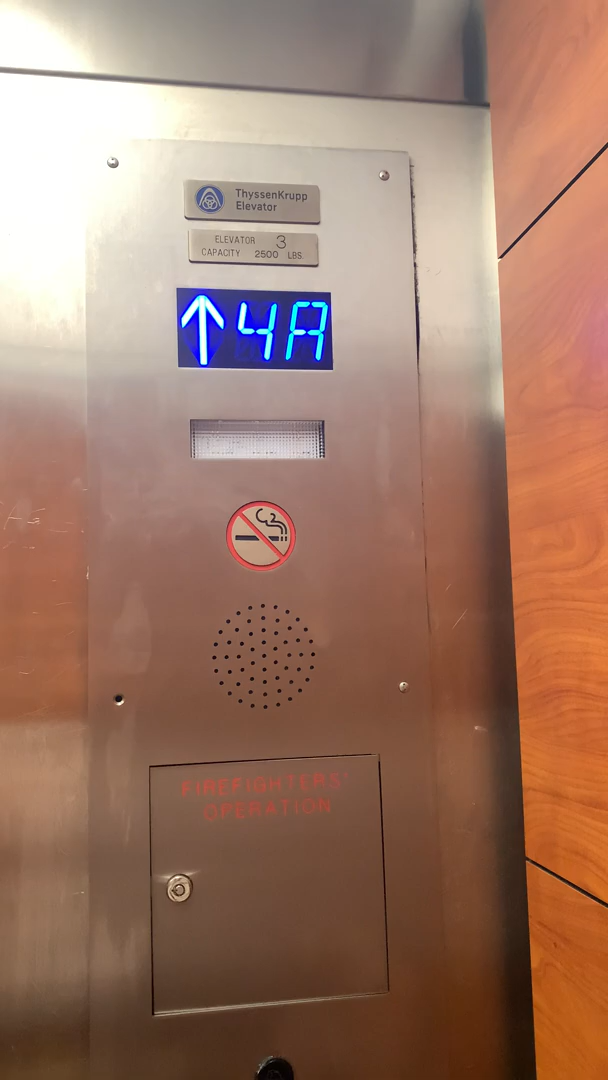 ThyssenKrupp
Elevator
ELEVATOR 3
CAPACITY 2500 LBS.
↑4A
FIREFIGHTERS'
OPERATION